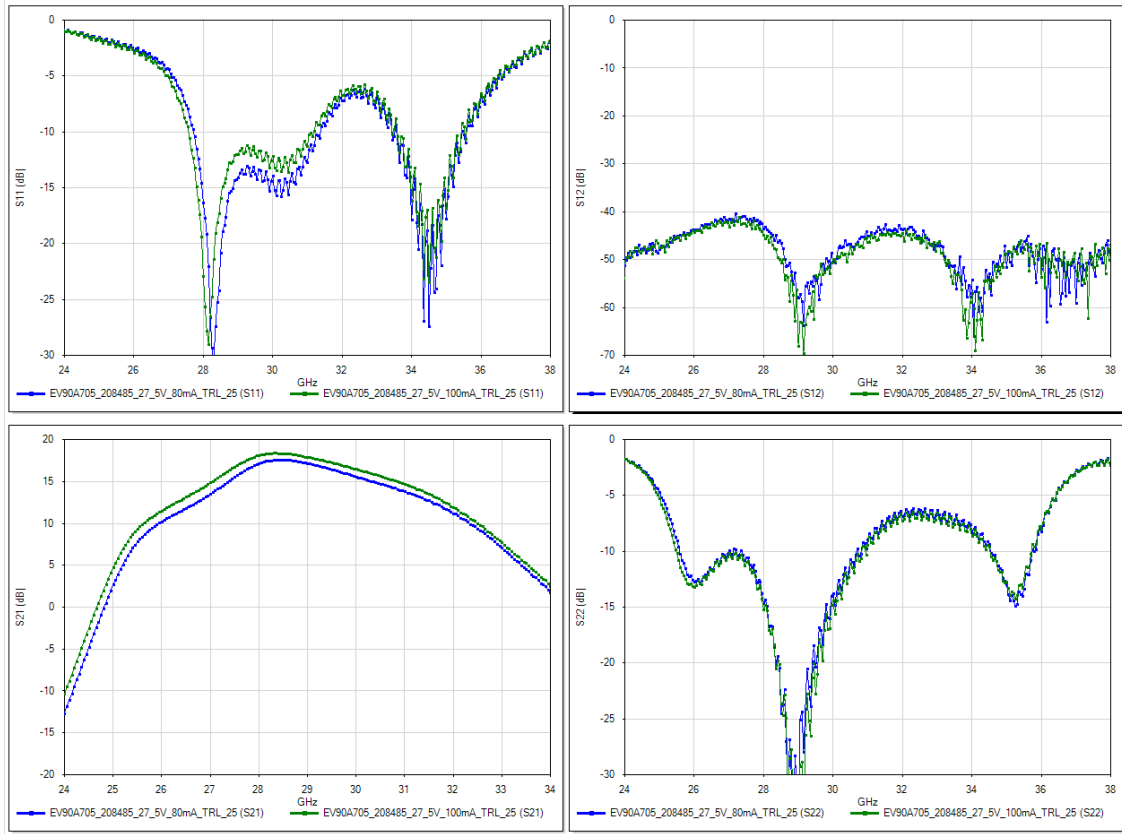 S11 [dB]
0
-5
-10
-15
-20
-25
-30
24 26 28 30 32 34 36 38
GHz
EV90A705_208485_27_5V_80mA_TRL_25 (S11) EV90A705_208485_27_5V_100mA_TRL_25 (S11)
S12 [dB]
0
-10
-20
-30
-40
-50
-60
-70
24 26 28 30 32 34 36 38
GHz
EV90A705_208485_27_5V_80mA_TRL_25 (S12) EV90A705_208485_27_5V_100mA_TRL_25 (S12)
S21 [dB]
20
15
10
5
0
-5
-10
-15
-20
24 25 26 27 28 29 30 31 32 33 34
GHz
EV90A705_208485_27_5V_80mA_TRL_25 (S21) EV90A705_208485_27_5V_100mA_TRL_25 (S21)
S22 [dB]
0
-5
-10
-15
-20
-25
-30
24 26 28 30 32 34 36 38
GHz
EV90A705_208485_27_5V_80mA_TRL_25 (S22) EV90A705_208485_27_5V_100mA_TRL_25 (S22)